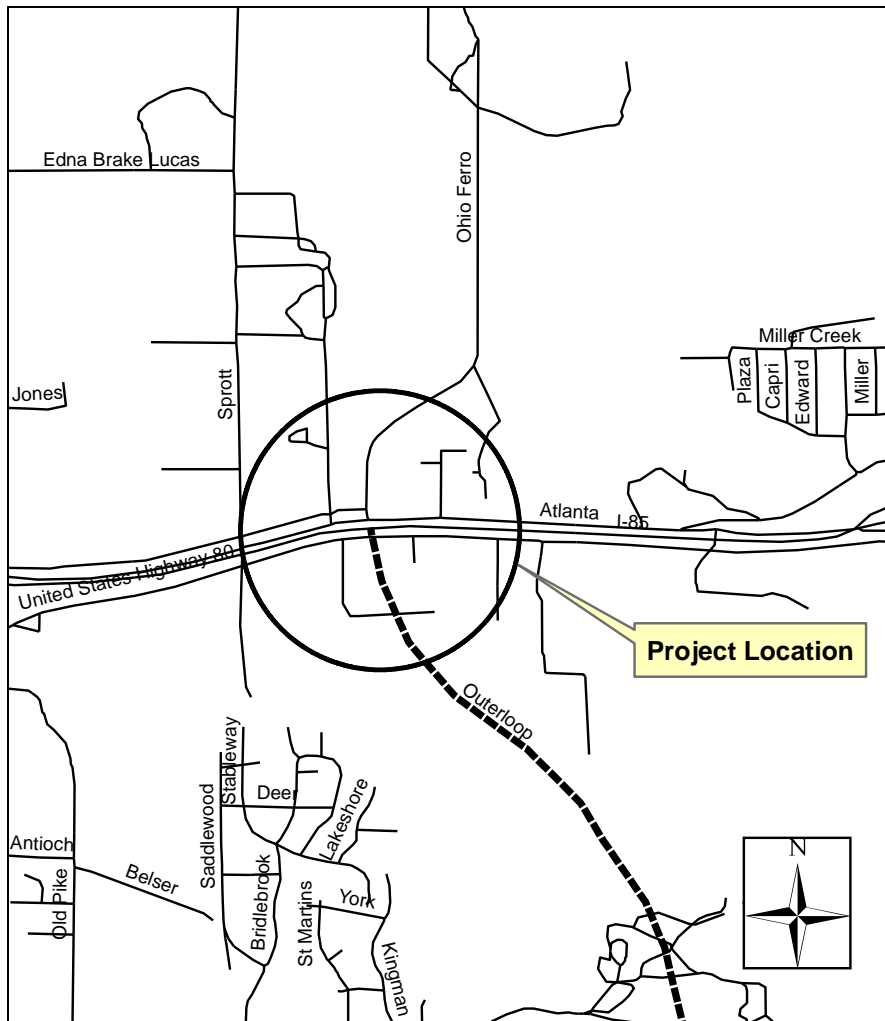 Edna Brake Lucas
Ohio Ferro
Miller Creek
Plaza
Capri
Edward
Miller
Jones
Sprott
Atlanta
I-85
United States Highway 80
Project Location
Outerloop
Stableway
Saddlewood
Deer
Lakeshore
Antioch
Belser
Old Pike
Bridlebrook
St Martins
York
Kingman
N